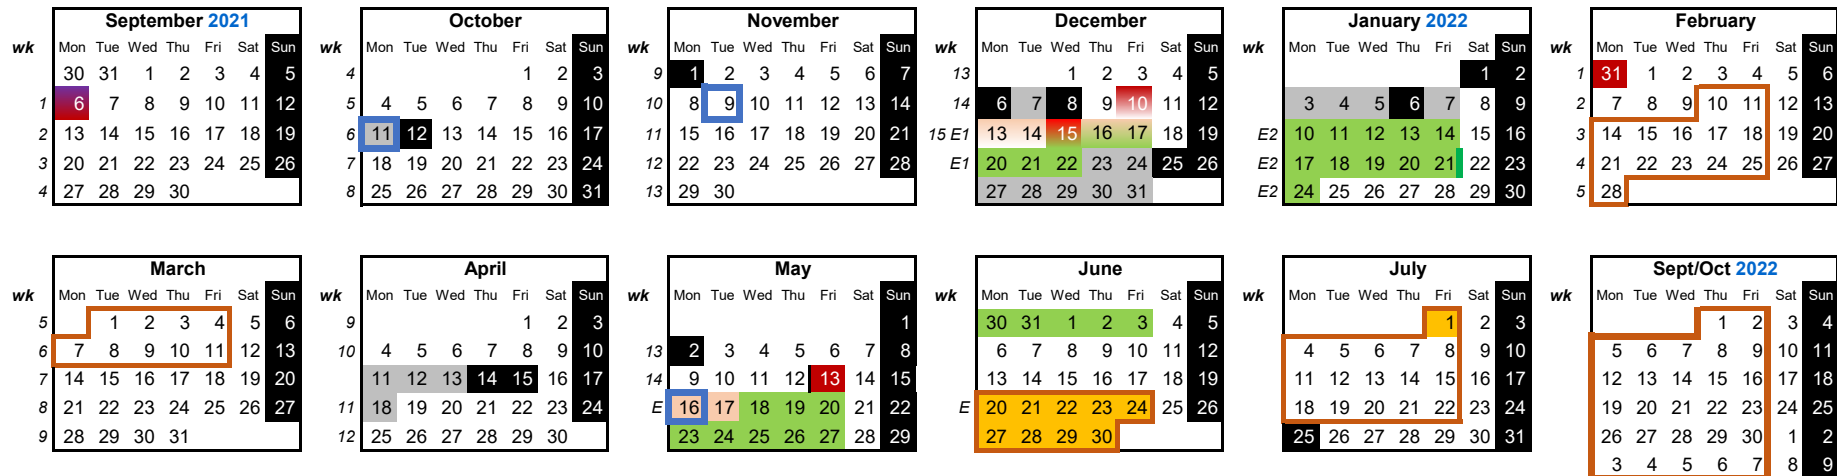 September 2021
wk Mon Tue Wed Thu Fri Sat Sun
30 31 1 2 3 4 5
1 6 7 8 9 10 11 12
2 13 14 15 16 17 18 19
3 20 21 22 23 24 25 26
4 27 28 29 30
October
wk Mon Tue Wed Thu Fri Sat Sun
4 1 2 3
5 4 5 6 7 8 9 10
6 11 12 13 14 15 16 17
7 18 19 20 21 22 23 24
8 25 26 27 28 29 30 31
November
wk Mon Tue Wed Thu Fri Sat Sun
9 1 2 3 4 5 6 7
10 8 9 10 11 12 13 14
11 15 16 17 18 19 20 21
12 22 23 24 25 26 27 28
13 29 30
December
wk Mon Tue Wed Thu Fri Sat Sun
13 1 2 3 4 5
14 6 7 8 9 10 11 12
15 E1 13 14 15 16 17 18 19
E1 20 21 22 23 24 25 26
27 28 29 30 31
January 2022
wk Mon Tue Wed Thu Fri Sat Sun
1 2
3 4 5 6 7 8 9
E2 10 11 12 13 14 15 16
E2 17 18 19 20 21 22 23
E2 24 25 26 27 28 29 30
February
wk Mon Tue Wed Thu Fri Sat Sun
1 31 1 2 3 4 5 6
2 7 8 9 10 11 12 13
3 14 15 16 17 18 19 20
4 21 22 23 24 25 26 27
5 28
March
wk Mon Tue Wed Thu Fri Sat Sun
5 1 2 3 4 5 6
6 7 8 9 10 11 12 13
7 14 15 16 17 18 19 20
8 21 22 23 24 25 26 27
9 28 29 30 31
April
wk Mon Tue Wed Thu Fri Sat Sun
9 1 2 3
10 4 5 6 7 8 9 10
11 12 13 14 15 16 17
11 18 19 20 21 22 23 24
12 25 26 27 28 29 30
May
wk Mon Tue Wed Thu Fri Sat Sun
1
13 2 3 4 5 6 7 8
14 9 10 11 12 13 14 15
E 16 17 18 19 20 21 22
23 24 25 26 27 28 29
June
wk Mon Tue Wed Thu Fri Sat Sun
30 31 1 2 3 4 5
6 7 8 9 10 11 12
13 14 15 16 17 18 19
E 20 21 22 23 24 25 26
27 28 29 30
July
wk Mon Tue Wed Thu Fri Sat Sun
1 2 3
4 5 6 7 8 9 10
11 12 13 14 15 16 17
18 19 20 21 22 23 24
25 26 27 28 29 30 31
Sept/Oct 2022
wk Mon Tue Wed Thu Fri Sat Sun
1 2 3 4
5 6 7 8 9 10 11
12 13 14 15 16 17 18
19 20 21 22 23 24 25
26 27 28 29 30 1 2
3 4 5 6 7 8 9